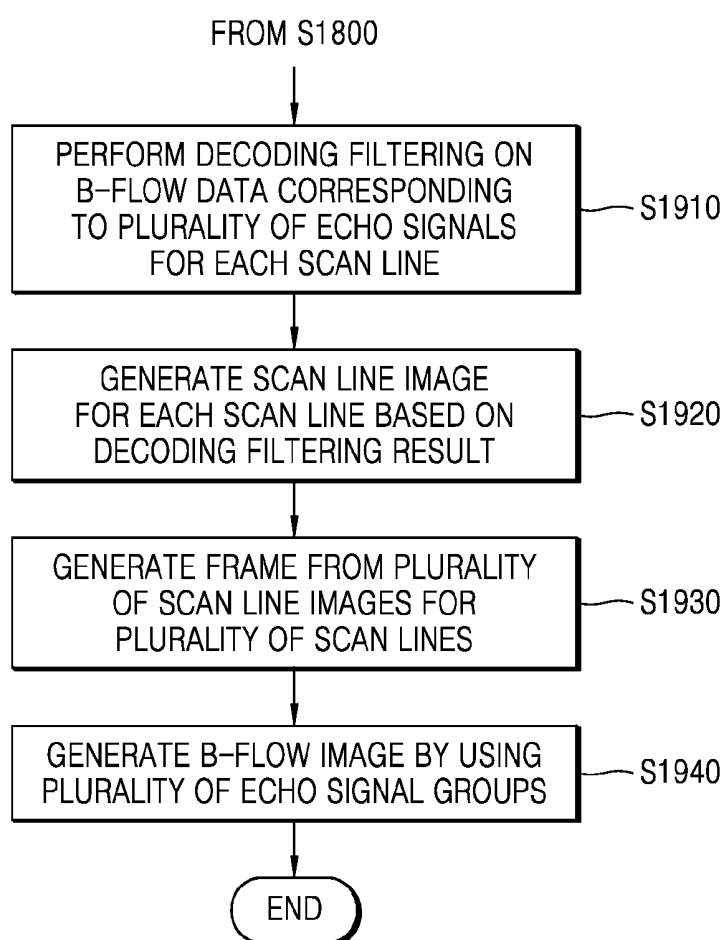 FROM S1800
PERFORM DECODING FILTERING ON
B-FLOW DATA CORRESPONDING
TO PLURALITY OF ECHO SIGNALS
FOR EACH SCAN LINE
S1910
GENERATE SCAN LINE IMAGE
FOR EACH SCAN LINE BASED ON
DECODING FILTERING RESULT
S1920
GENERATE FRAME FROM PLURALITY
OF SCAN LINE IMAGES FOR
PLURALITY OF SCAN LINES
S1930
GENERATE B-FLOW IMAGE BY USING
PLURALITY OF ECHO SIGNAL GROUPS
S1940
END